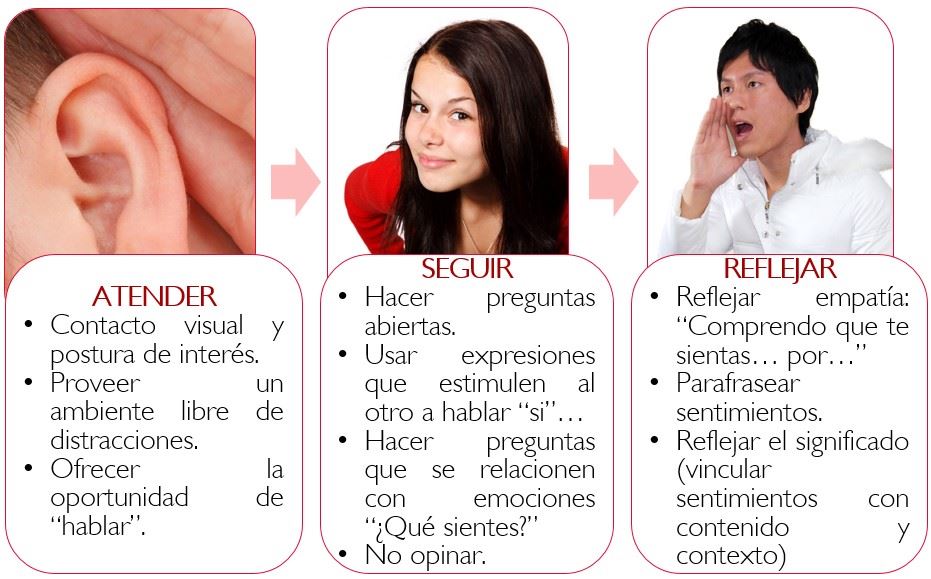 ATENDER
• Contacto visual y
postura de interés.
• Proveer un
ambiente libre de
distracciones.
• Ofrecer la
oportunidad de
“hablar”.
SEGUIR
• Hacer preguntas
abiertas.
• Usar expresiones
que estimulen al
otro a hablar “si”…
• Hacer preguntas
que se relacionen
con emociones
“¿Qué sientes?”
• No opinar.
REFLEJAR
• Reflejar empatía:
“Comprendo que te
sientas… por…”
• Parafrasear
sentimientos.
• Reflejar el significado
(vincular
sentimientos con
contenido y
contexto)